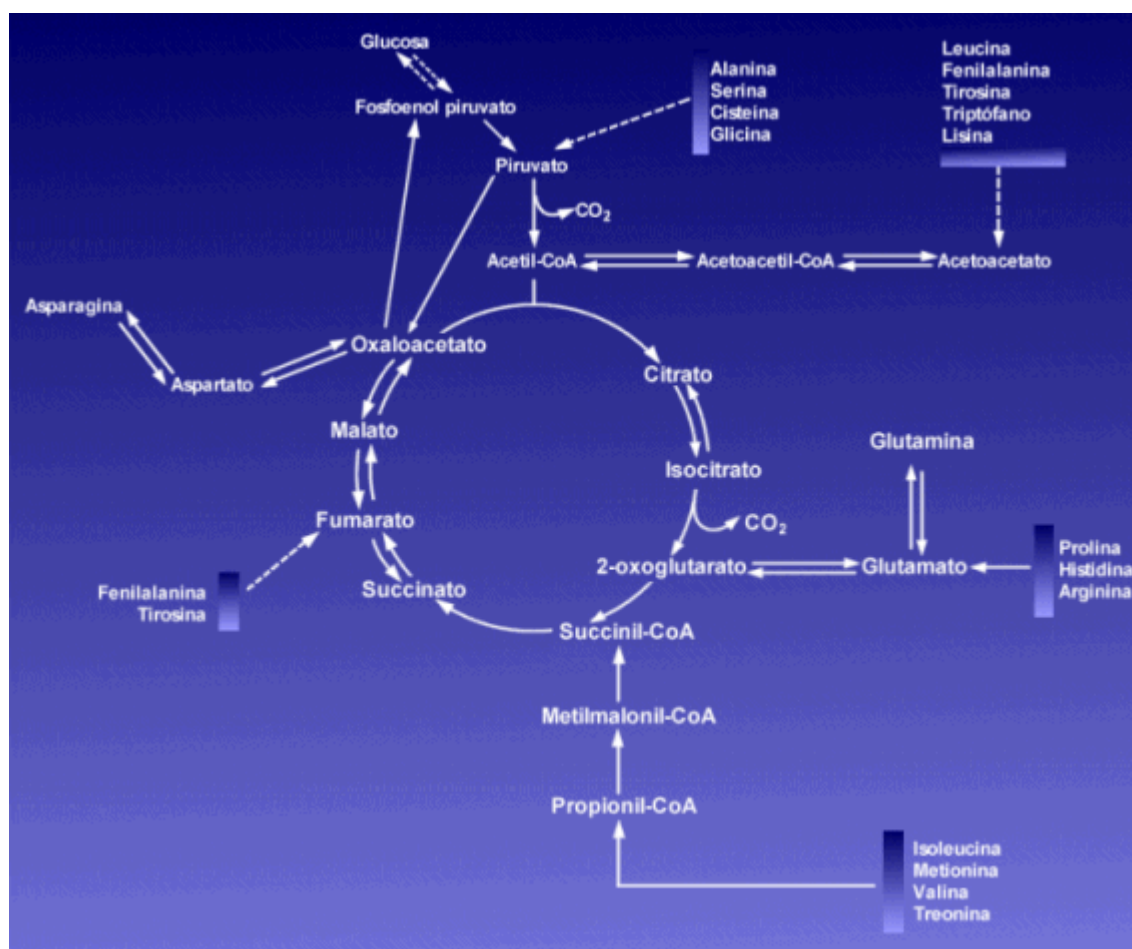 Glucosa
Fosfoenol piruvato
Piruvato
CO₂
Alanina
Serina
Cisteina
Glicina
Leucina
Fenilalanina
Tirosina
Triptófano
Lisina
Acetil-CoA
Acetoacetil-CoA
Acetoacetato
Asparagina
Aspartato
Oxaloacetato
Citrato
Malato
Isocitrato
CO₂
Glutamina
Fumarato
2-oxoglutarato
Glutamato
Prolina
Histidina
Arginina
Fenilalanina
Tirosina
Succinato
Succinil-CoA
Metilmalonil-CoA
Propionil-CoA
Isoleucina
Metionina
Valina
Treonina